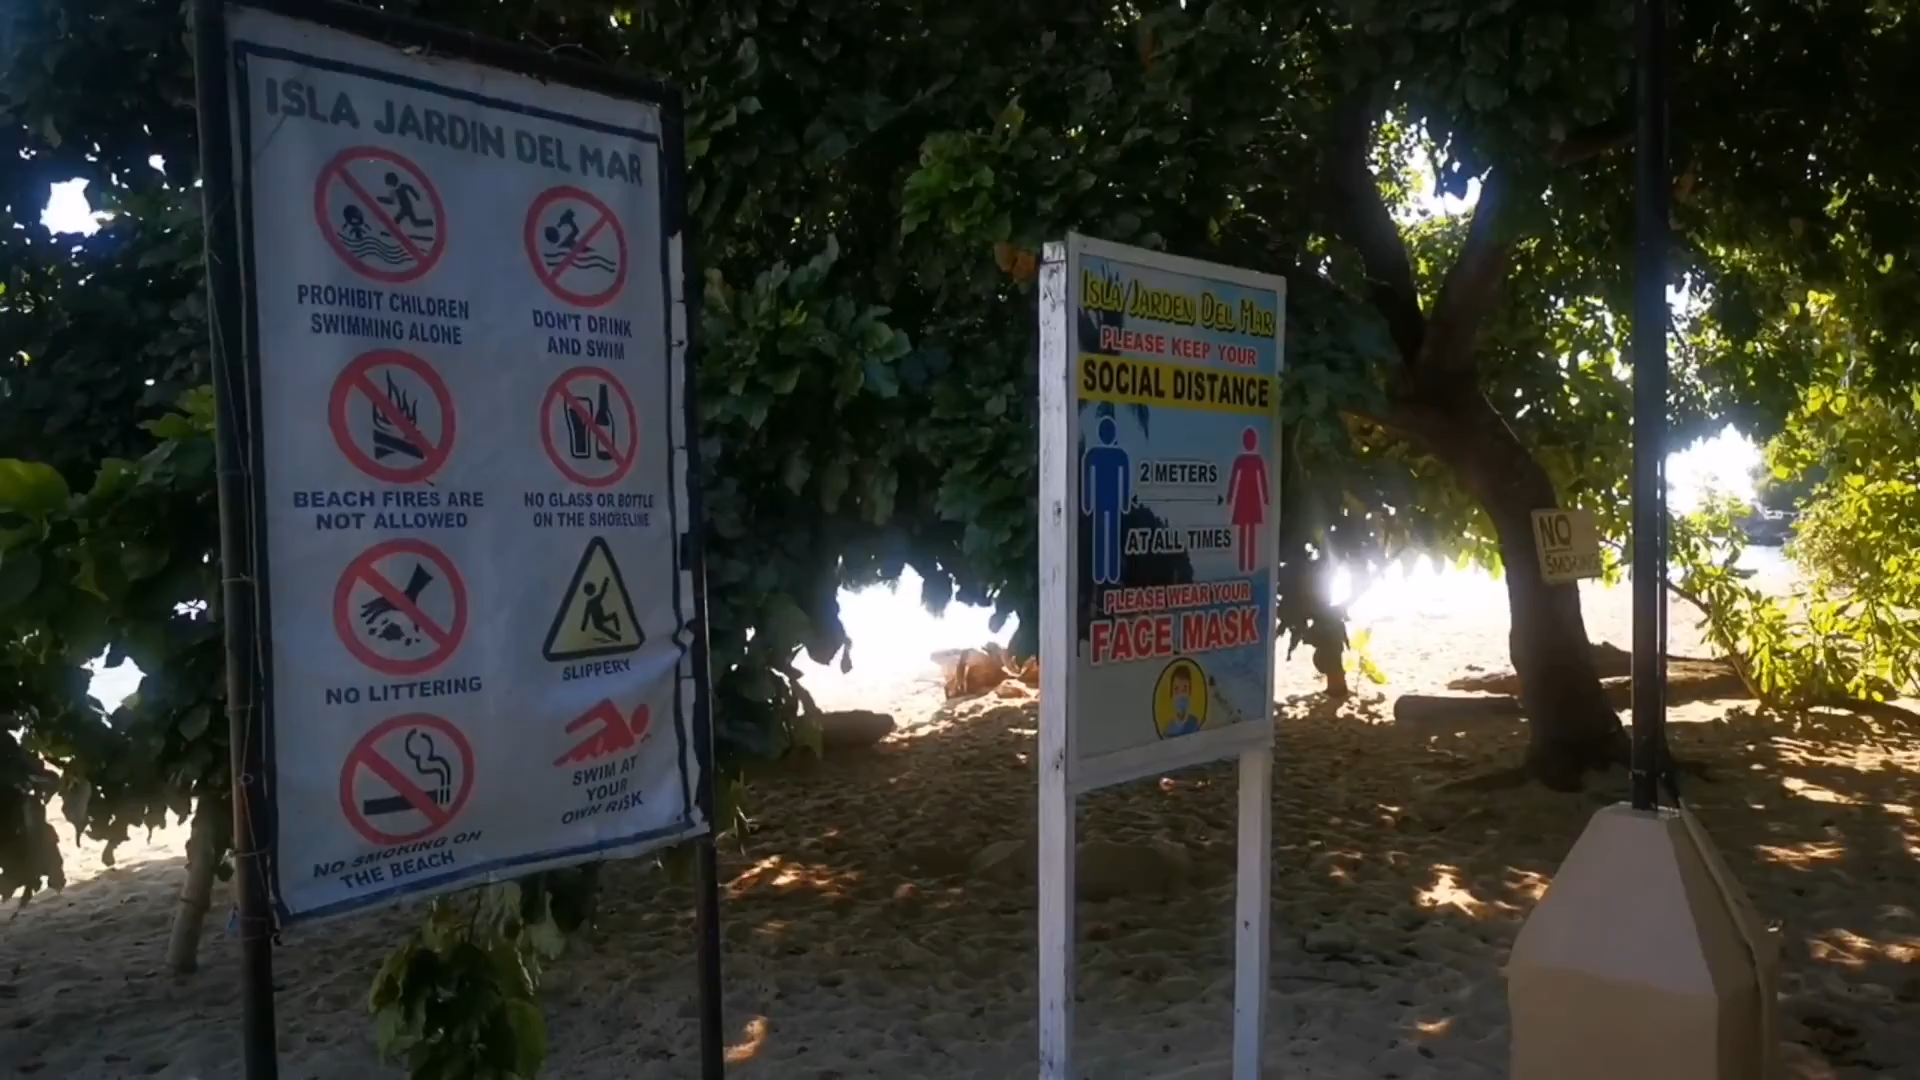 ISLA JARDIN DEL MAR
PROHIBIT CHILDREN
SWIMMING ALONE
DON'T DRINK
AND SWIM
BEACH FIRES ARE
NOT ALLOWED
NO GLASS OR BOTTLE
ON THE SHORELINE
NO LITTERING
SLIPPERY
NO SMOKING ON
THE BEACH
SWIM AT
YOUR
OWN RISK
ISLA JARDEN DEL MAR
PLEASE KEEP YOUR
SOCIAL DISTANCE
2 METERS
AT ALL TIMES
PLEASE WEAR YOUR
FACE MASK
NO
SMOKING